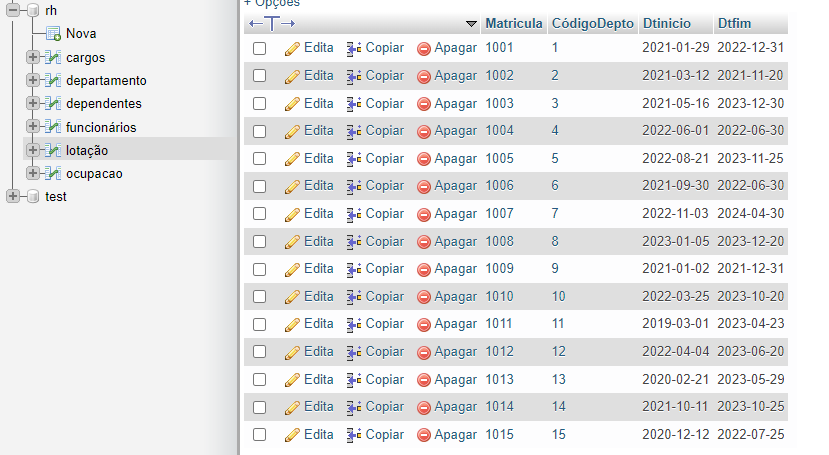 rh
Nova
cargos
departamento
dependentes
funcionários
lotação
ocupacao
test
+ Opções
Matricula CódigoDepto Dtinicio Dtfim
Edita Copiar Apagar 1001 1 2021-01-29 2022-12-31
Edita Copiar Apagar 1002 2 2021-03-12 2021-11-20
Edita Copiar Apagar 1003 3 2021-05-16 2023-12-30
Edita Copiar Apagar 1004 4 2022-06-01 2022-06-30
Edita Copiar Apagar 1005 5 2022-08-21 2023-11-25
Edita Copiar Apagar 1006 6 2021-09-30 2022-06-30
Edita Copiar Apagar 1007 7 2022-11-03 2024-04-30
Edita Copiar Apagar 1008 8 2023-01-05 2023-12-20
Edita Copiar Apagar 1009 9 2021-01-02 2021-12-31
Edita Copiar Apagar 1010 10 2022-03-25 2023-10-20
Edita Copiar Apagar 1011 11 2019-03-01 2023-04-23
Edita Copiar Apagar 1012 12 2022-04-04 2023-06-20
Edita Copiar Apagar 1013 13 2020-02-21 2023-05-29
Edita Copiar Apagar 1014 14 2021-10-11 2023-10-25
Edita Copiar Apagar 1015 15 2020-12-12 2022-07-25